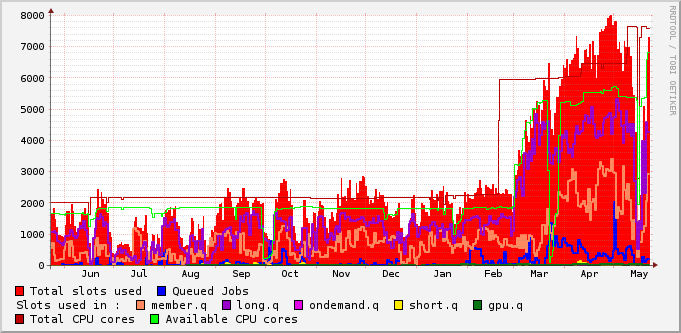 8000
7000
6000
5000
4000
3000
2000
1000
0
Jun Jul Aug Sep Oct Nov Dec Jan Feb Mar Apr May
RRDTOOL / TOBI OETIKER
Total slots used Queued Jobs
Slots used in : member.q long.q ondemand.q short.q gpu.q
Total CPU cores Available CPU cores